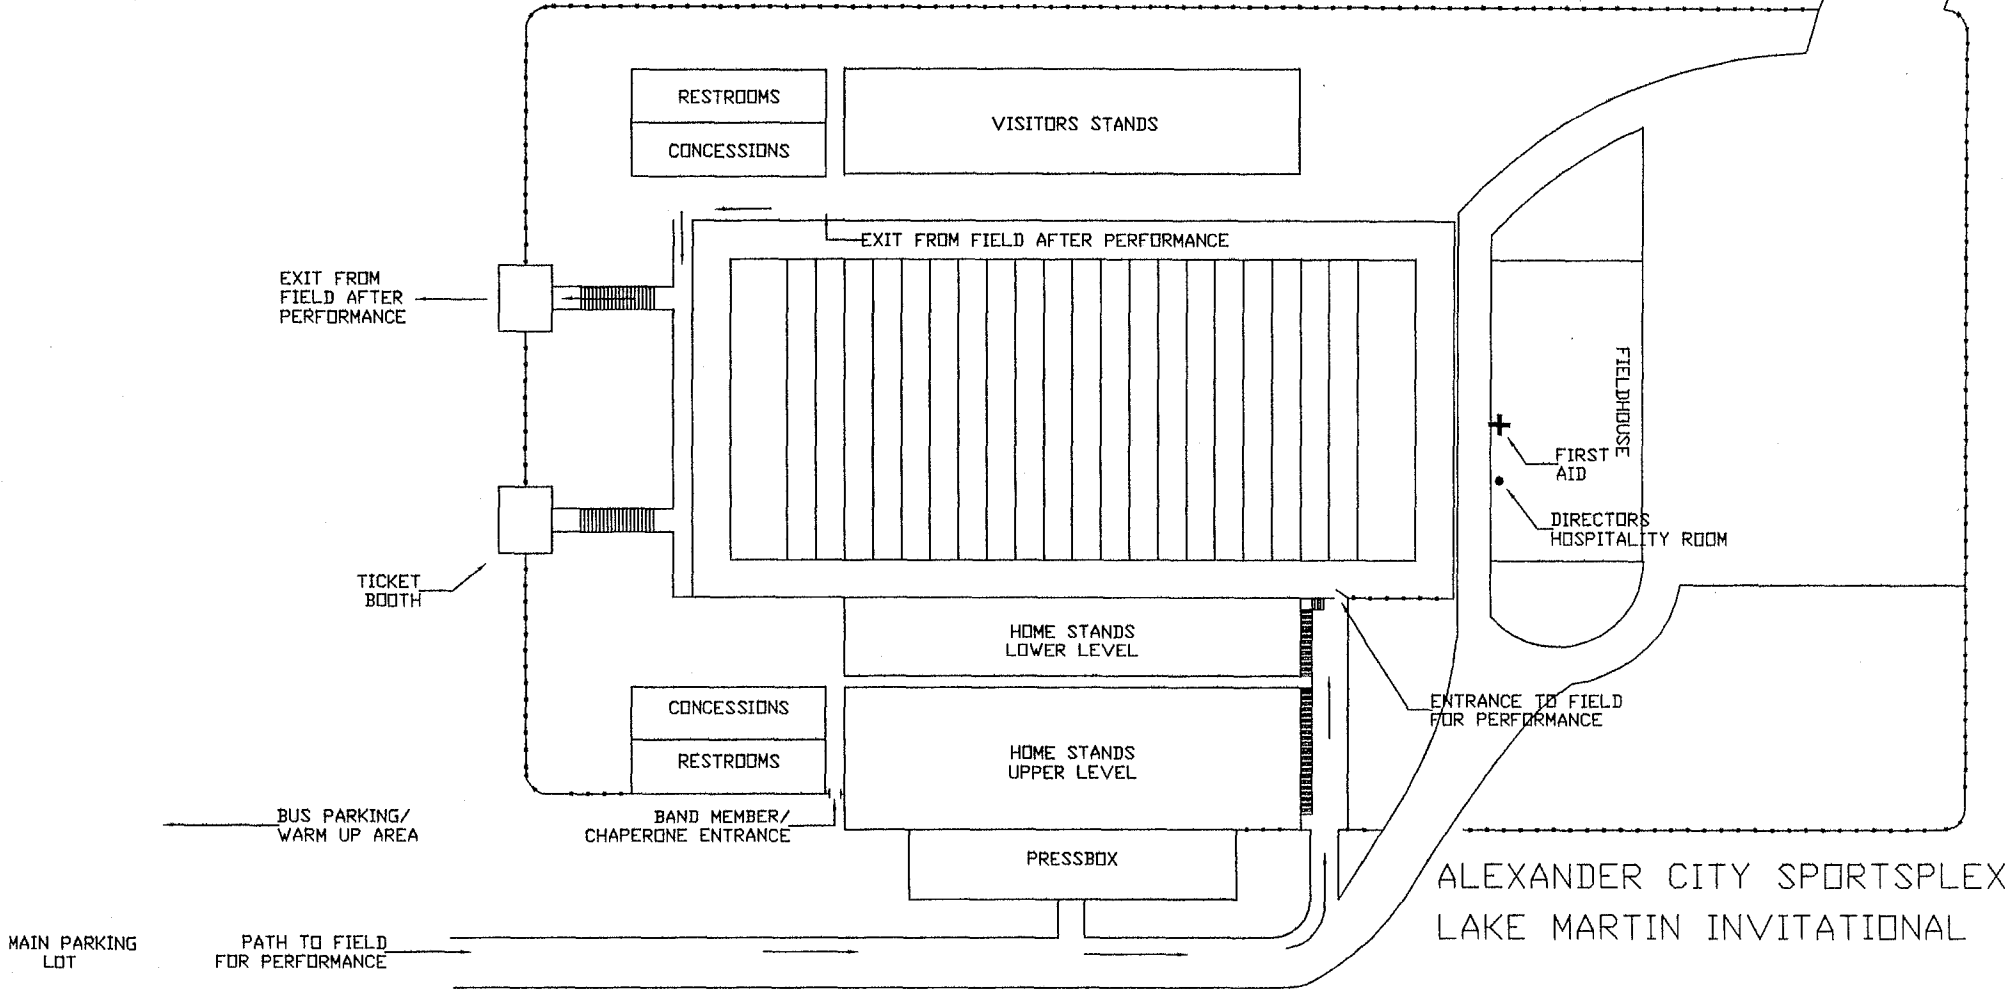 RESTROOMS
CONCESSIONS
VISITORS STANDS
EXIT FROM FIELD AFTER PERFORMANCE
EXIT FROM
FIELD AFTER
PERFORMANCE
FIELDHOUSE
FIRST
AID
DIRECTORS
HOSPITALITY ROOM
TICKET
BOOTH
HOME STANDS
LOWER LEVEL
CONCESSIONS
RESTROOMS
HOME STANDS
UPPER LEVEL
ENTRANCE TO FIELD
FOR PERFORMANCE
BUS PARKING/
WARM UP AREA
BAND MEMBER/
CHAPERONE ENTRANCE
PRESSBOX
ALEXANDER CITY SPORTSPLEX
LAKE MARTIN INVITATIONAL
MAIN PARKING
LOT
PATH TO FIELD
FOR PERFORMANCE